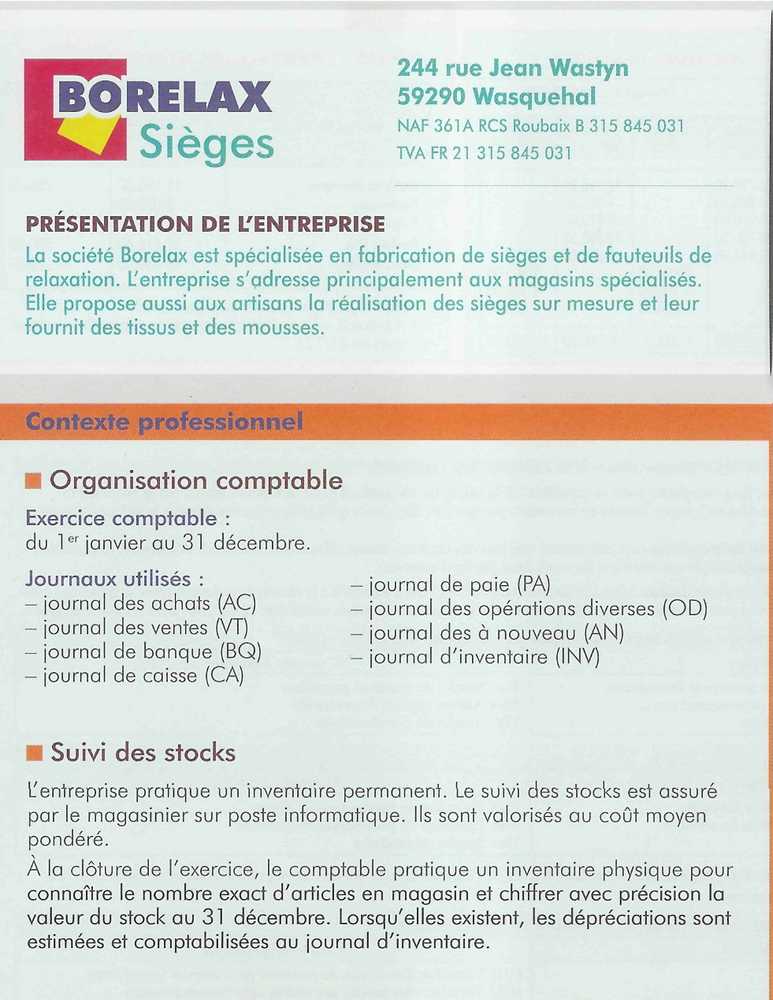 BORELAX
Sièges
244 rue Jean Wastyn
59290 Wasquehal
NAF 361A RCS Roubaix B 315 845 031
TVA FR 21 315 845 031
PRÉSENTATION DE L'ENTREPRISE
La société Borelax est spécialisée en fabrication de sièges et de fauteuils de
relaxation. L'entreprise s'adresse principalement aux magasins spécialisés.
Elle propose aussi aux artisans la réalisation des sièges sur mesure et leur
fournit des tissus et des mousses.
Contexte professionnel
Organisation comptable
Exercice comptable :
du 1er janvier au 31 décembre.
Journaux utilisés :
– journal des achats (AC)
– journal des ventes (VT)
– journal de banque (BQ)
– journal de caisse (CA)
– journal de paie (PA)
– journal des opérations diverses (OD)
– journal des à nouveau (AN)
– journal d'inventaire (INV)
Suivi des stocks
L'entreprise pratique un inventaire permanent. Le suivi des stocks est assuré
par le magasinier sur poste informatique. Ils sont valorisés au coût moyen
pondéré.
À la clôture de l'exercice, le comptable pratique un inventaire physique pour
connaître le nombre exact d'articles en magasin et chiffrer avec précision la
valeur du stock au 31 décembre. Lorsqu'elles existent, les dépréciations sont
estimées et comptabilisées au journal d'inventaire.